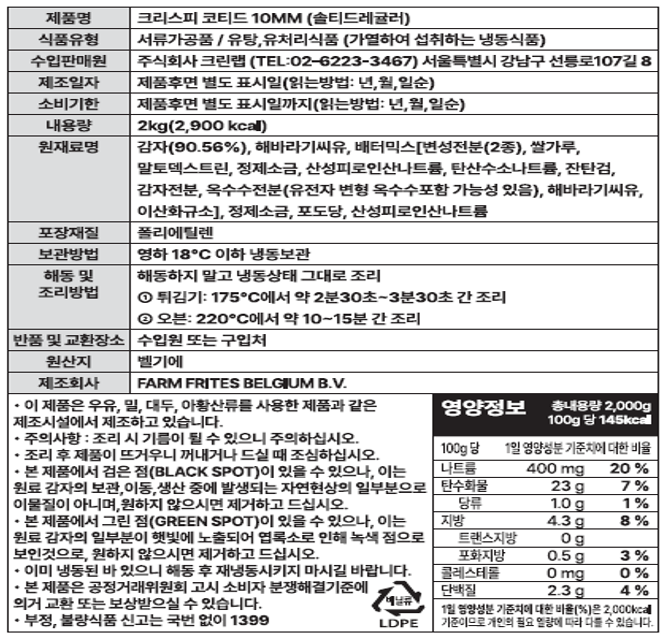 제품명 크리스피 코티드 10MM (솔티드레귤러)
식품유형 서류가공품 / 유탕,유처리식품 (가열하여 섭취하는 냉동식품)
수입판매원 주식회사 크린랩 (TEL:02-6223-3467) 서울특별시 강남구 선릉로107길 8
제조일자 제품후면 별도 표시일(읽는방법: 년,월,일순)
소비기한 제품후면 별도 표시일까지(읽는방법: 년,월,일순)
내용량 2kg(2,900 kcal)
원재료명 감자(90.56%), 해바라기씨유, 배터믹스[변성전분(2종), 쌀가루,
말토덱스트린, 정제소금, 산성피로인산나트륨, 탄산수소나트륨, 잔탄검,
감자전분, 옥수수전분(유전자 변형 옥수수포함 가능성 있음), 해바라기씨유,
이산화규소], 정제소금, 포도당, 산성피로인산나트륨
포장재질 폴리에틸렌
보관방법 영하 18°C 이하 냉동보관
해동 및 조리방법 해동하지 말고 냉동상태 그대로 조리
① 튀김기: 175°C에서 약 2분30초~3분30초 간 조리
② 오븐: 220°C에서 약 10~15분 간 조리
반품 및 교환장소 수입원 또는 구입처
원산지 벨기에
제조회사 FARM FRITES BELGIUM B.V.
• 이 제품은 우유, 밀, 대두, 아황산류를 사용한 제품과 같은
제조시설에서 제조하고 있습니다.
• 주의사항 : 조리 시 기름이 튈 수 있으니 주의하십시오.
• 조리 후 제품이 뜨거우니 꺼내거나 드실 때 조심하십시오.
• 본 제품에서 검은 점(BLACK SPOT)이 있을 수 있으나, 이는
원료 감자의 보관,이동,생산 중에 발생되는 자연현상의 일부분으로
이물질이 아니며,원하지 않으시면 제거하고 드십시오.
• 본 제품에서 그린 점(GREEN SPOT)이 있을 수 있으나, 이는
원료 감자의 일부분이 햇빛에 노출되어 엽록소로 인해 녹색 점으로
보인것으로, 원하지 않으시면 제거하고 드십시오.
• 이미 냉동된 바 있으니 해동 후 재냉동시키지 마시길 바랍니다.
• 본 제품은 공정거래위원회 고시 소비자 분쟁해결기준에
의거 교환 또는 보상받으실 수 있습니다.
• 부정, 불량식품 신고는 국번 없이 1399
비닐류
LDPE
영양정보 총내용량 2,000g
100g 당 145kcal
100g 당 1일 영양성분 기준치에 대한 비율
나트륨 400 mg 20 %
탄수화물 23 g 7 %
당류 1.0 g 1 %
지방 4.3 g 8 %
트랜스지방 0 g
포화지방 0.5 g 3 %
콜레스테롤 0 mg 0 %
단백질 2.3 g 4 %
1일 영양성분 기준치에 대한 비율(%)은 2,000kcal
기준이므로 개인의 필요 열량에 따라 다를 수 있습니다.